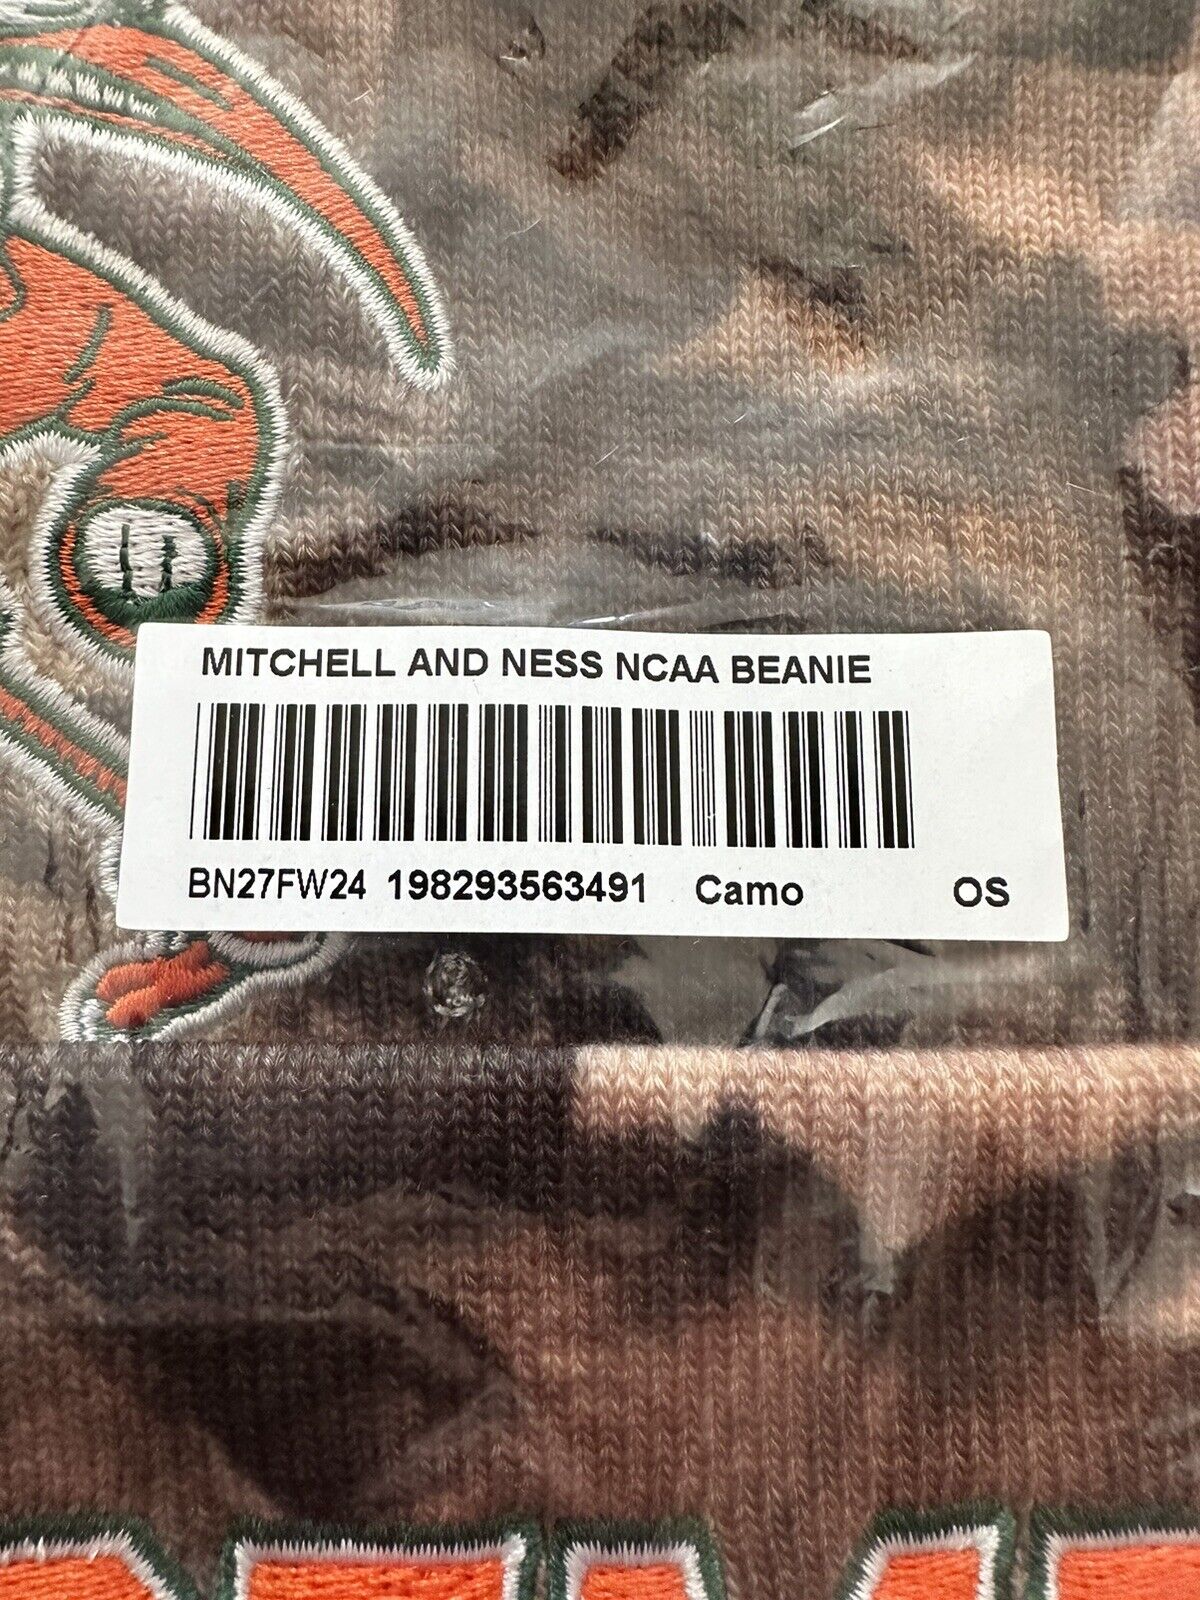 MITCHELL AND NESS NCAA BEANIE
BN27FW24 198293563491 Camo OS